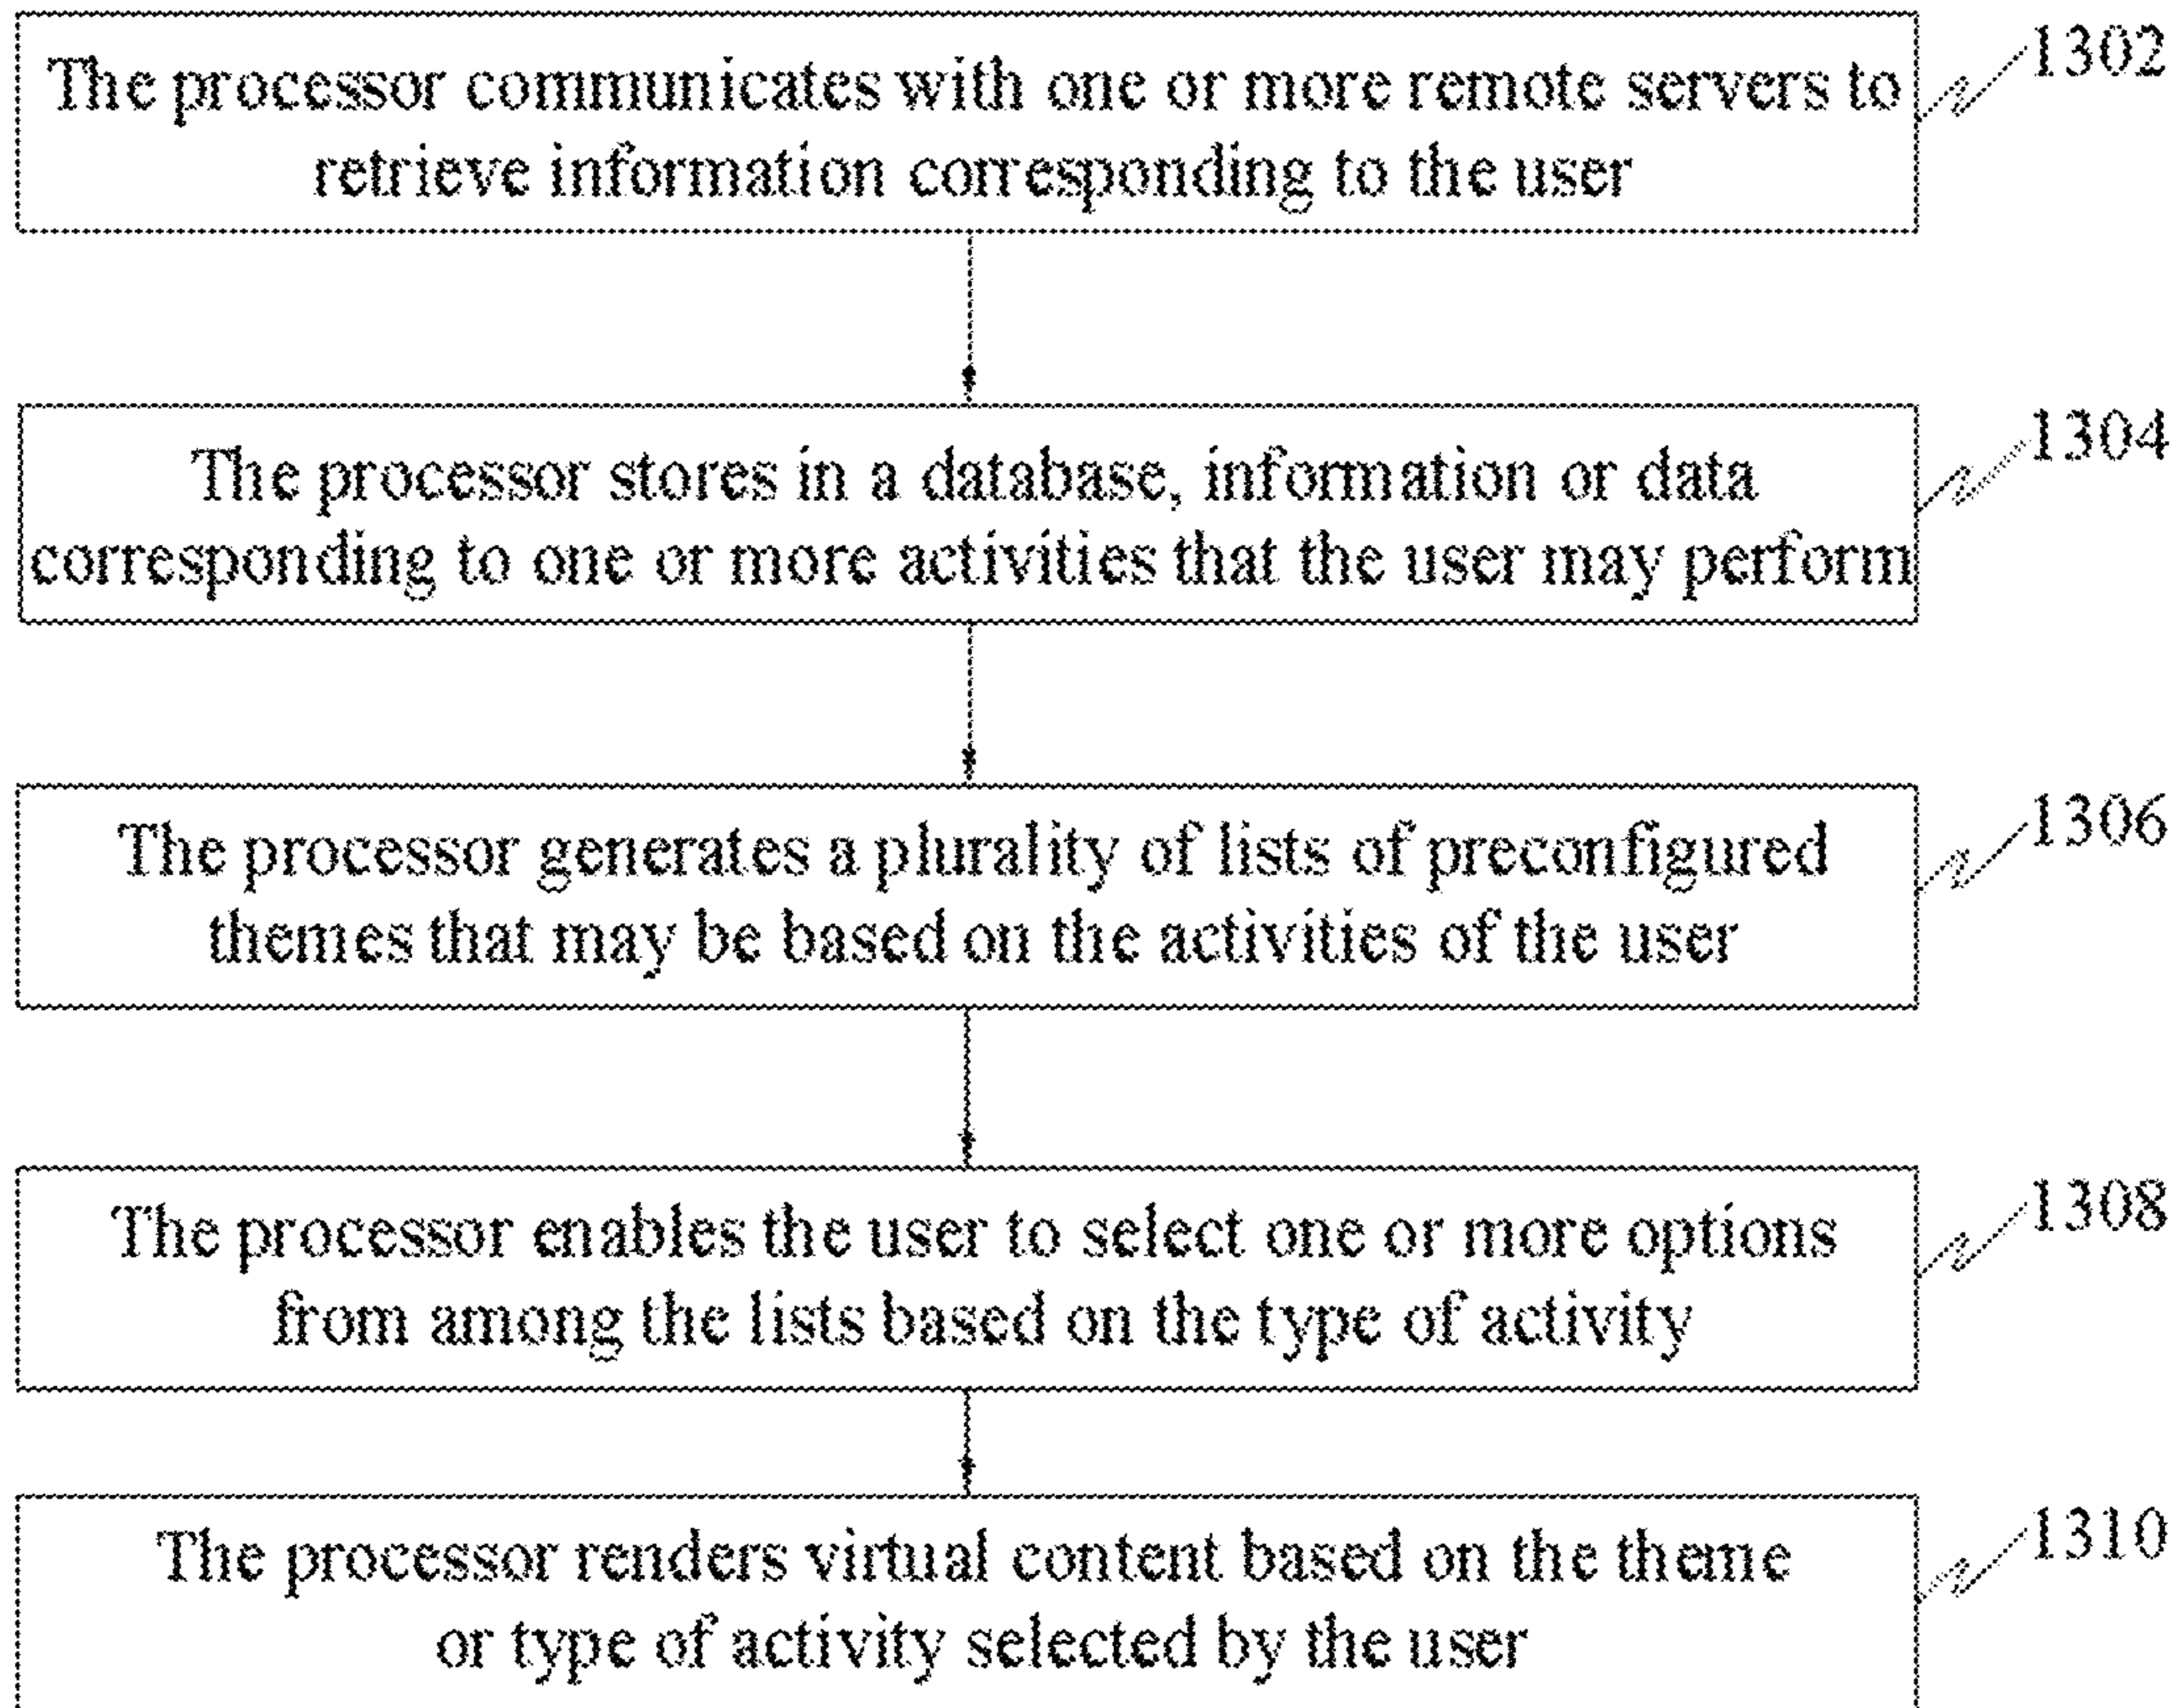 The processor communicates with one or more remote servers to
retrieve information corresponding to the user
1302
The processor stores in a database, information or data
corresponding to one or more activities that the user may perform
1304
The processor generates a plurality of lists of preconfigured
themes that may be based on the activities of the user
1306
The processor enables the user to select one or more options
from among the lists based on the type of activity
1308
The processor renders virtual content based on the theme
or type of activity selected by the user
1310